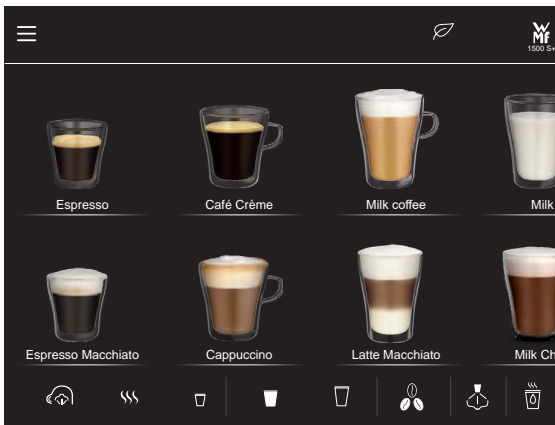 WMF
1500 S+
Espresso
Café Crème
Milk coffee
Milk
Espresso Macchiato
Cappuccino
Latte Macchiato
Milk Ch